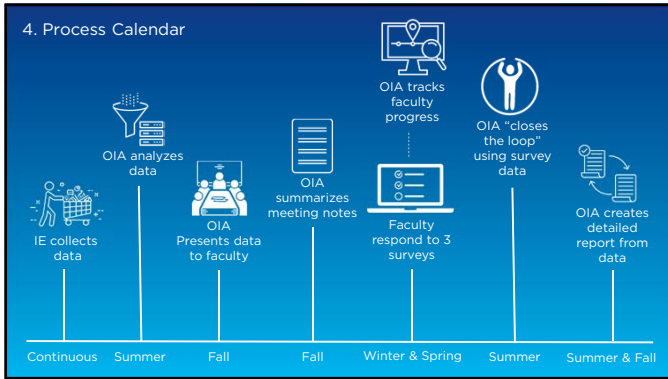 4. Process Calendar
IE collects
data
Continuous
OIA analyzes
data
Summer
OIA
Presents data
to faculty
Fall
OIA
summarizes
meeting notes
Fall
OIA tracks
faculty
progress
Faculty
respond to 3
surveys
Winter & Spring
OIA “closes
the loop”
using survey
data
Summer
OIA creates
detailed
report from
data
Summer & Fall